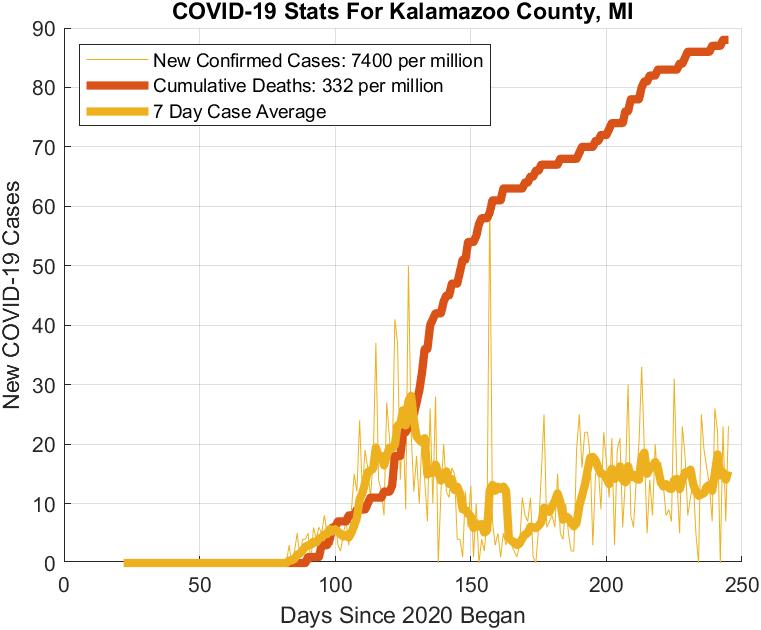 COVID-19 Stats For Kalamazoo County, MI
New Confirmed Cases: 7400 per million
Cumulative Deaths: 332 per million
7 Day Case Average
New COVID-19 Cases
90
80
70
60
50
40
30
20
10
0
0 50 100 150 200 250
Days Since 2020 Began